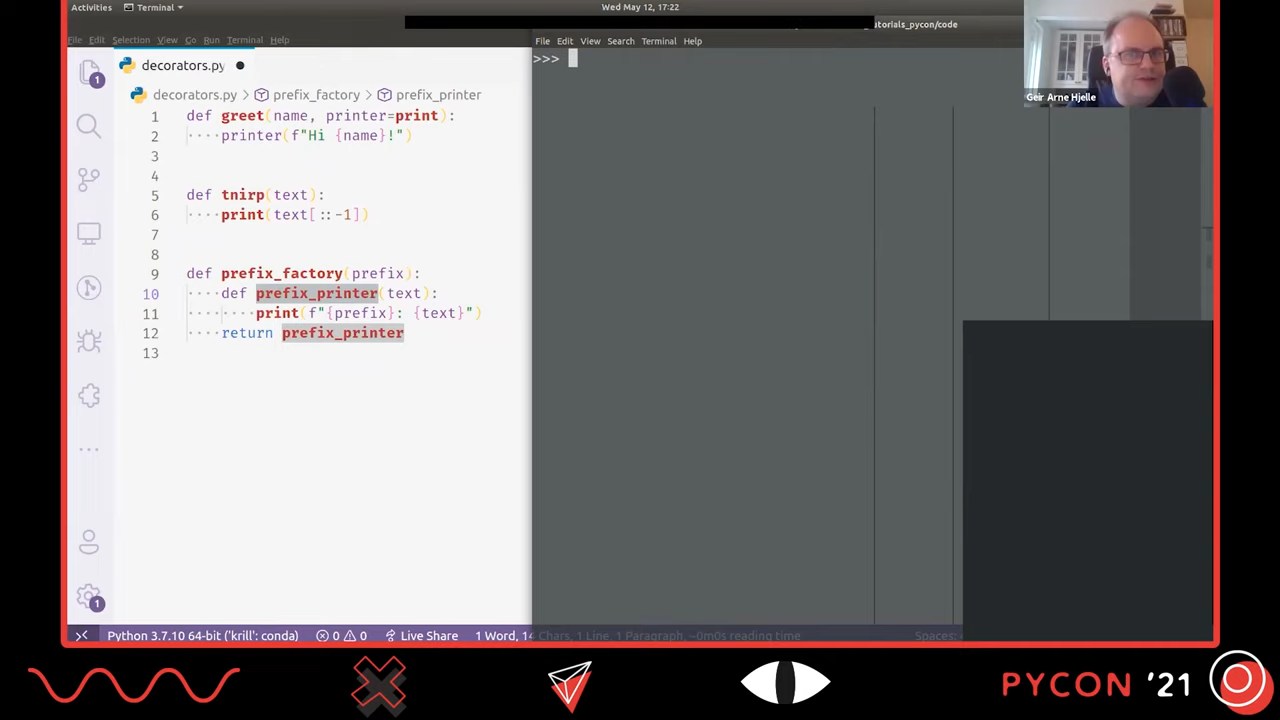 Activities
Terminal
Wed May 12, 17:22
tutorials_pycon/code
File Edit Selection View Go Run Terminal Help
File Edit View Search Terminal Help
decorators.py
decorators.py > prefix_factory > prefix_printer
1 def greet(name, printer=print):
2 ····printer(f"Hi {name}!")
3
4
5 def tnirp(text):
6 ····print(text[::-1])
7
8
9 def prefix_factory(prefix):
10 ····def prefix_printer(text):
11 ········print(f"{prefix}: {text}")
12 ····return prefix_printer
13
>>>
Geir Arne Hjelle
1
1
Python 3.7.10 64-bit ('krill': conda) 0 0 Live Share 1 Word, 14 Chars, 1 Line, 1 Paragraph, ~0m0s reading time Spaces:
PYCON '21